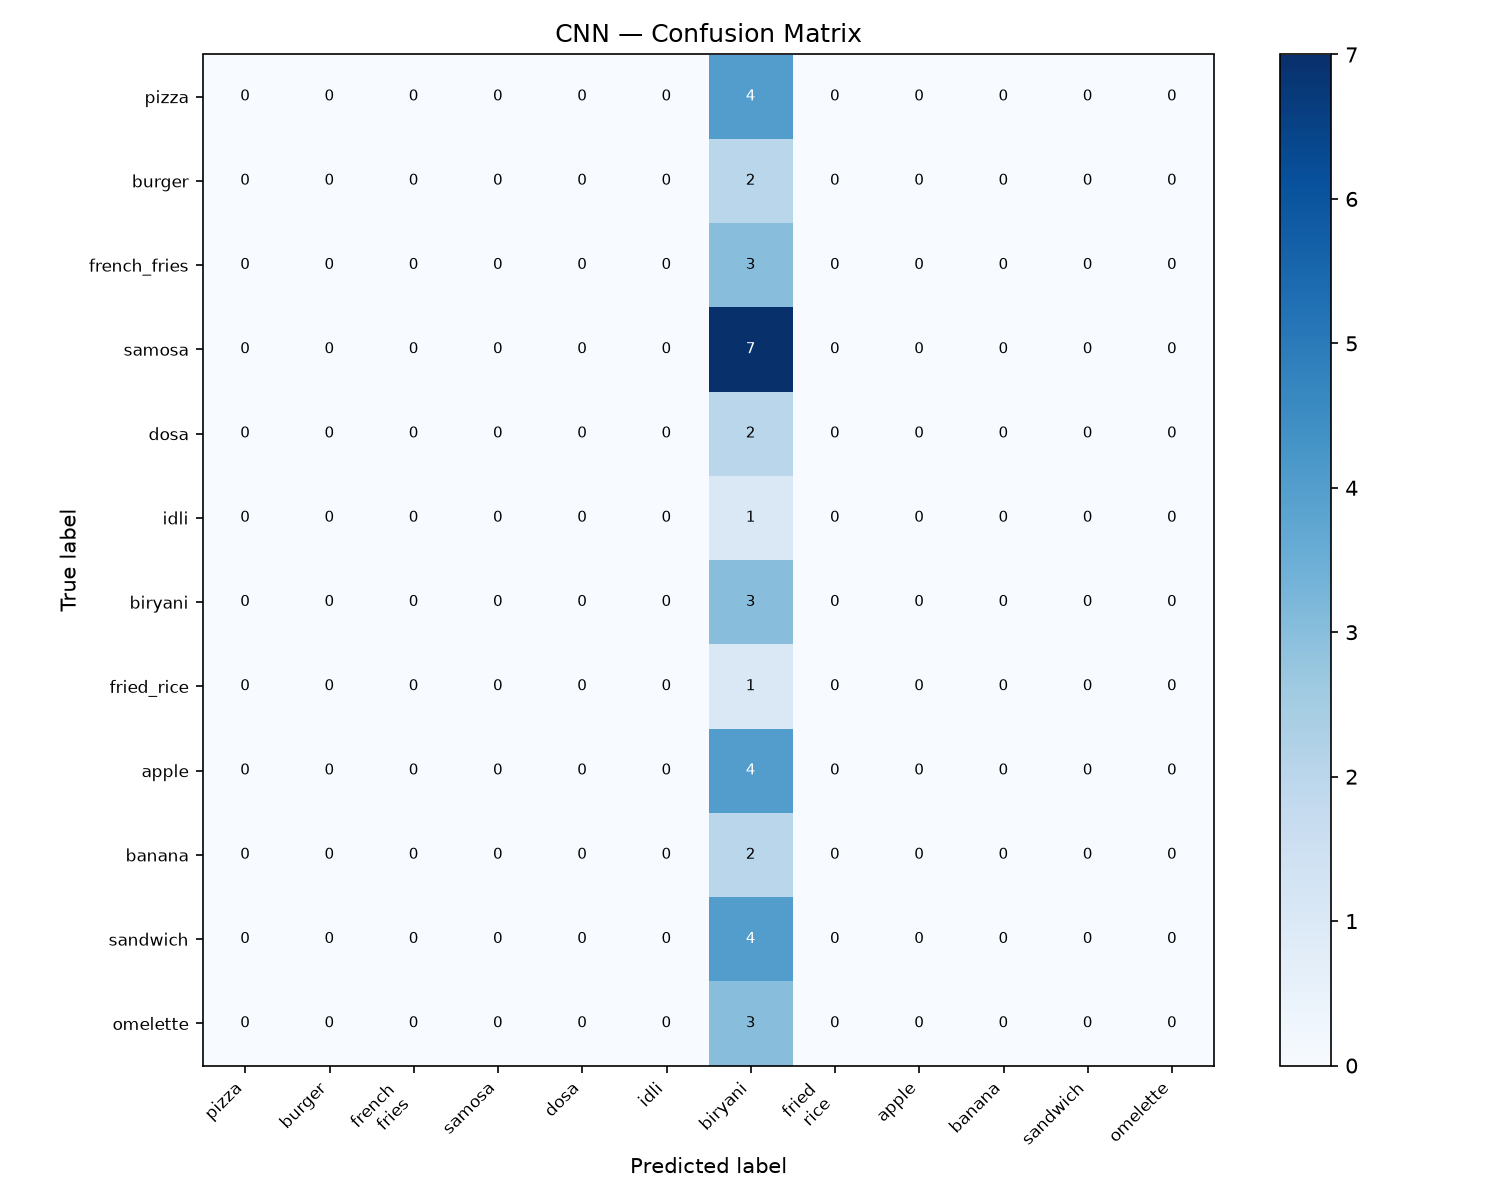 CNN — Confusion Matrix
pizza 0 0 0 0 0 0 4 0 0 0 0 0
burger 0 0 0 0 0 0 2 0 0 0 0 0
french_fries 0 0 0 0 0 0 3 0 0 0 0 0
samosa 0 0 0 0 0 0 7 0 0 0 0 0
dosa 0 0 0 0 0 0 2 0 0 0 0 0
idli 0 0 0 0 0 0 1 0 0 0 0 0
biryani 0 0 0 0 0 0 3 0 0 0 0 0
fried_rice 0 0 0 0 0 0 1 0 0 0 0 0
apple 0 0 0 0 0 0 4 0 0 0 0 0
banana 0 0 0 0 0 0 2 0 0 0 0 0
sandwich 0 0 0 0 0 0 4 0 0 0 0 0
omelette 0 0 0 0 0 0 3 0 0 0 0 0
True label
pizza
burger
french
fries
samosa
dosa
idli
biryani
fried
rice
apple
banana
sandwich
omelette
Predicted label
7
6
5
4
3
2
1
0